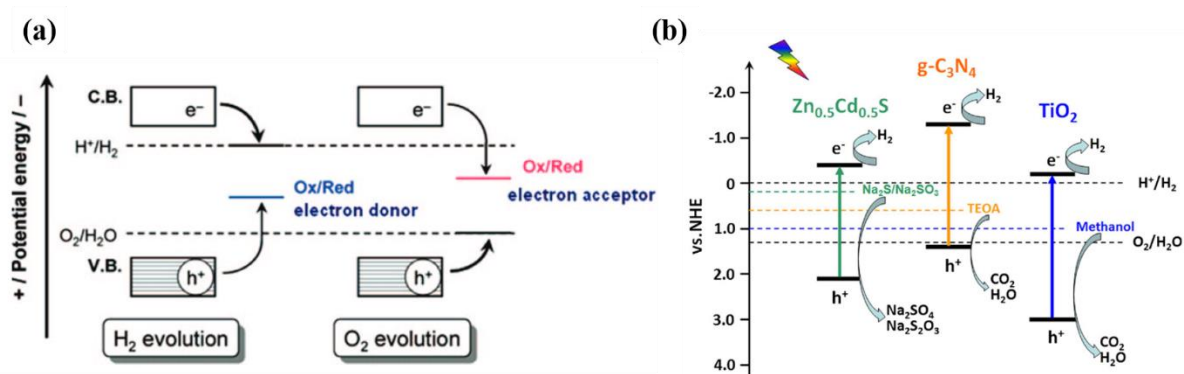 (a)
+ / Potential energy / –
C.B.
e⁻
e⁻
H⁺/H₂
Ox/Red
electron donor
Ox/Red
electron acceptor
O₂/H₂O
V.B.
h⁺
h⁺
H₂ evolution
O₂ evolution
(b)
vs.NHE
-2.0
-1.0
0
1.0
2.0
3.0
4.0
Zn₀.₅Cd₀.₅S
H₂
e⁻
Na₂S/Na₂SO₃
h⁺
Na₂SO₄
Na₂S₂O₃
g-C₃N₄
H₂
e⁻
TEOA
h⁺
CO₂
H₂O
TiO₂
H₂
e⁻
Methanol
h⁺
CO₂
H₂O
H⁺/H₂
O₂/H₂O